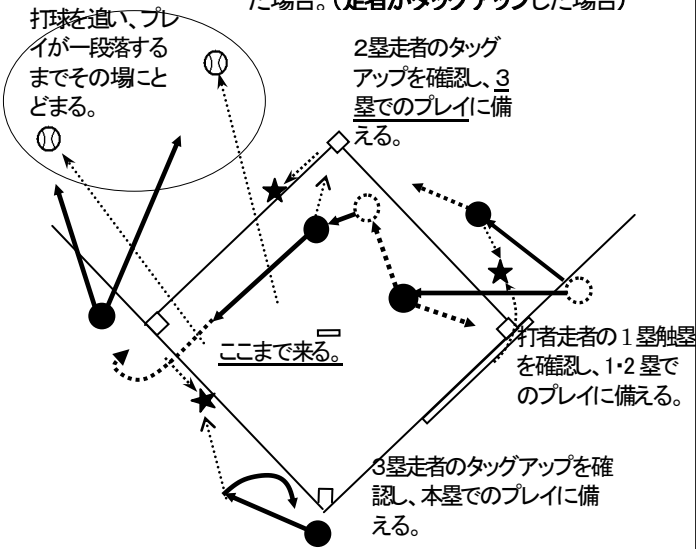 た場合。（走者がタッグアップした場合）
打球を追い、プレ
イが一段落する
までその場にと
どまる。
2塁走者のタッグ
アップを確認し、3
塁でのプレイに備
える。
ここまで来る。
打者走者の1塁触塁
を確認し、1・2塁で
のプレイに備える。
3塁走者のタッグアップを確
認し、本塁でのプレイに備
える。